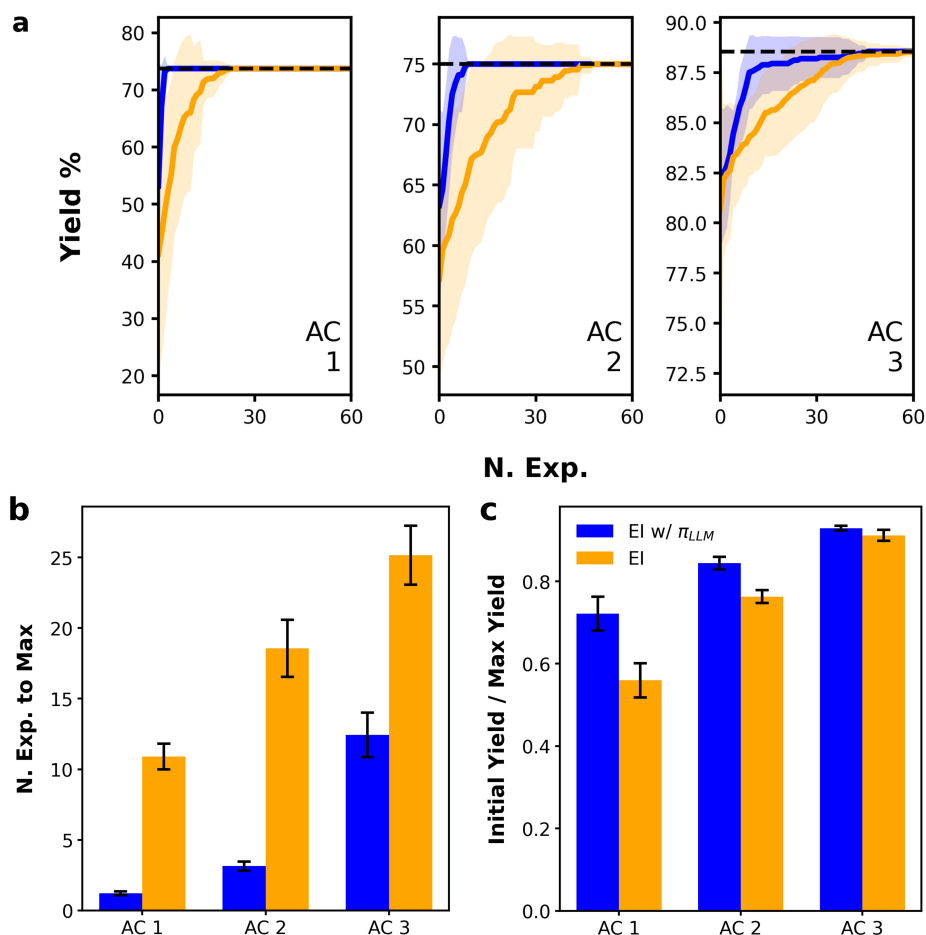 a
Yield %
80
70
60
50
40
30
20
0
30
60
AC
1
75
70
65
60
55
50
0
30
60
AC
2
90.0
87.5
85.0
82.5
80.0
77.5
75.0
72.5
0
30
60
AC
3
N. Exp.
b
N. Exp. to Max
25
20
15
10
5
0
AC 1
AC 2
AC 3
c
Initial Yield / Max Yield
EI w/ π_LLM
EI
0.8
0.6
0.4
0.2
0.0
AC 1
AC 2
AC 3